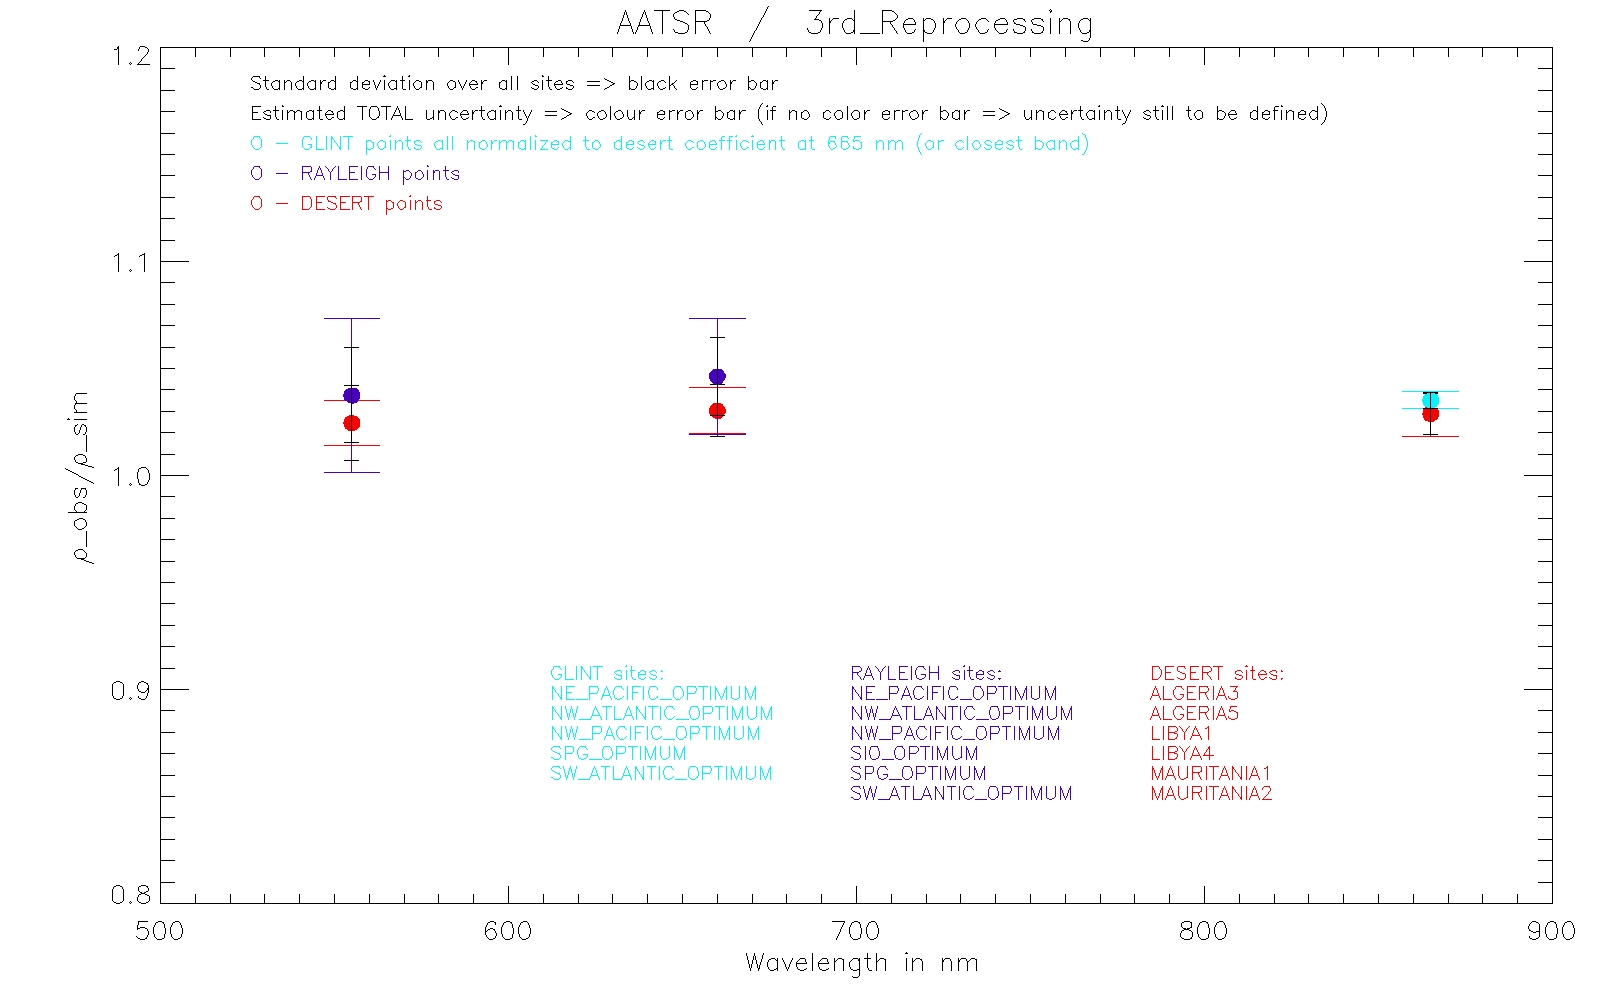 AATSR / 3rd_Reprocessing
1.2
Standard deviation over all sites => black error bar
Estimated TOTAL uncertainty => colour error bar (if no color error bar => uncertainty still to be defined)
O - GLINT points all normalized to desert coefficient at 665 nm (or closest band)
O - RAYLEIGH points
O - DESERT points
1.1
ρ_obs/ρ_sim
1.0
0.9
0.8
GLINT sites:
NE_PACIFIC_OPTIMUM
NW_ATLANTIC_OPTIMUM
NW_PACIFIC_OPTIMUM
SPG_OPTIMUM
SW_ATLANTIC_OPTIMUM
RAYLEIGH sites:
NE_PACIFIC_OPTIMUM
NW_ATLANTIC_OPTIMUM
NW_PACIFIC_OPTIMUM
SIO_OPTIMUM
SPG_OPTIMUM
SW_ATLANTIC_OPTIMUM
DESERT sites:
ALGERIA3
ALGERIA5
LIBYA1
LIBYA4
MAURITANIA1
MAURITANIA2
500 600 700 800 900
Wavelength in nm